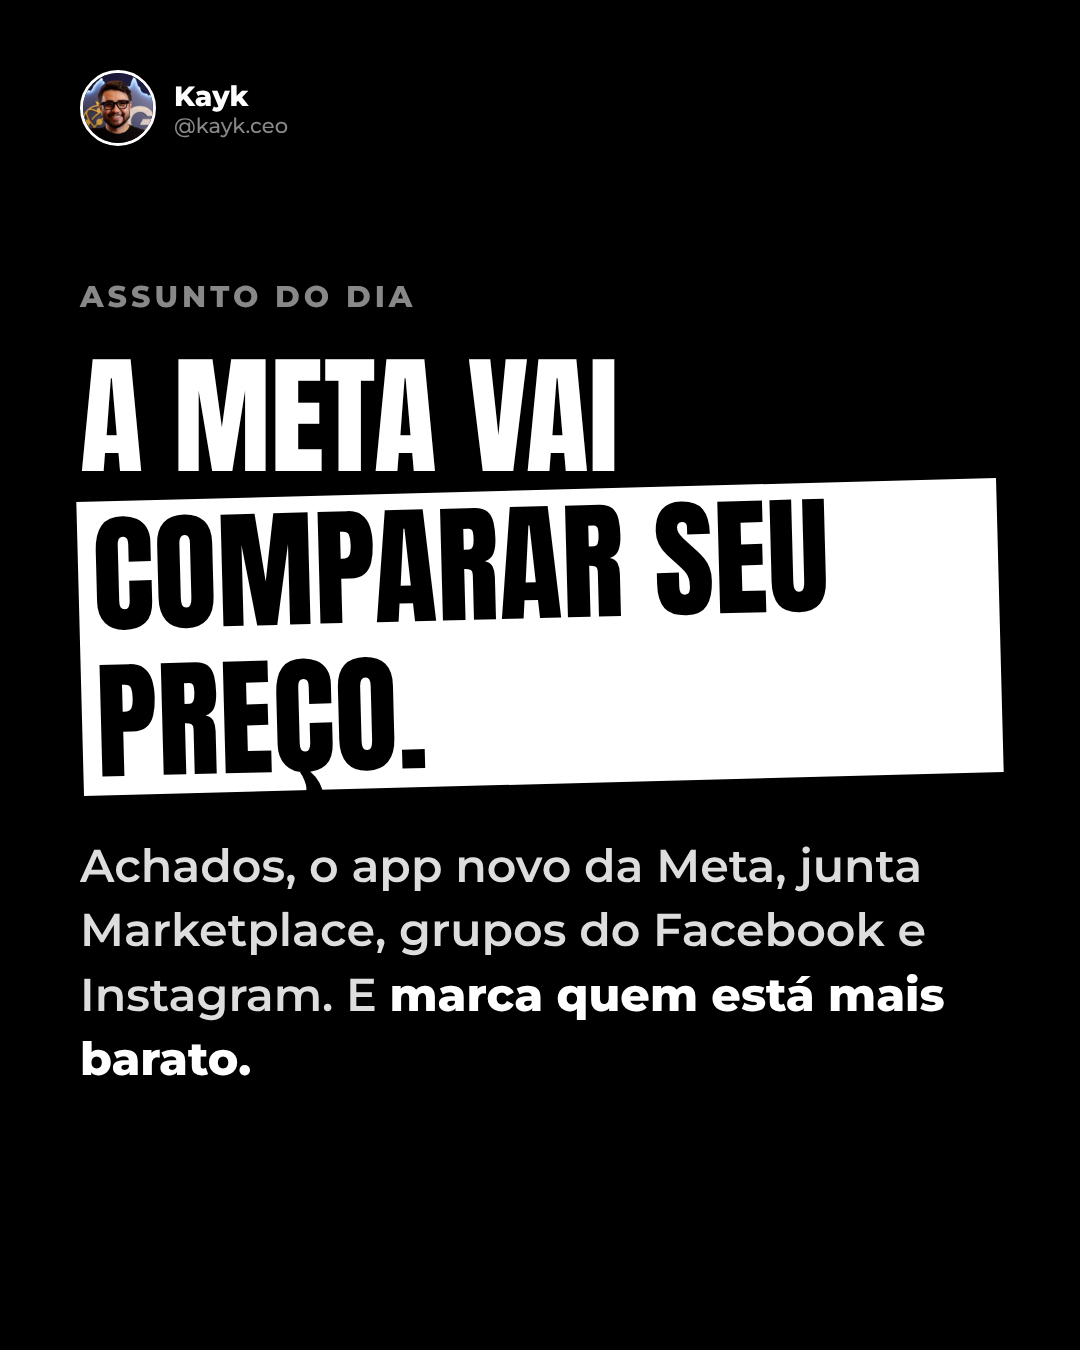 Kayk
@kayk.ceo
ASSUNTO DO DIA
A META VAI
COMPARAR SEU
PREÇO.
Achados, o app novo da Meta, junta
Marketplace, grupos do Facebook e
Instagram. E marca quem está mais
barato.